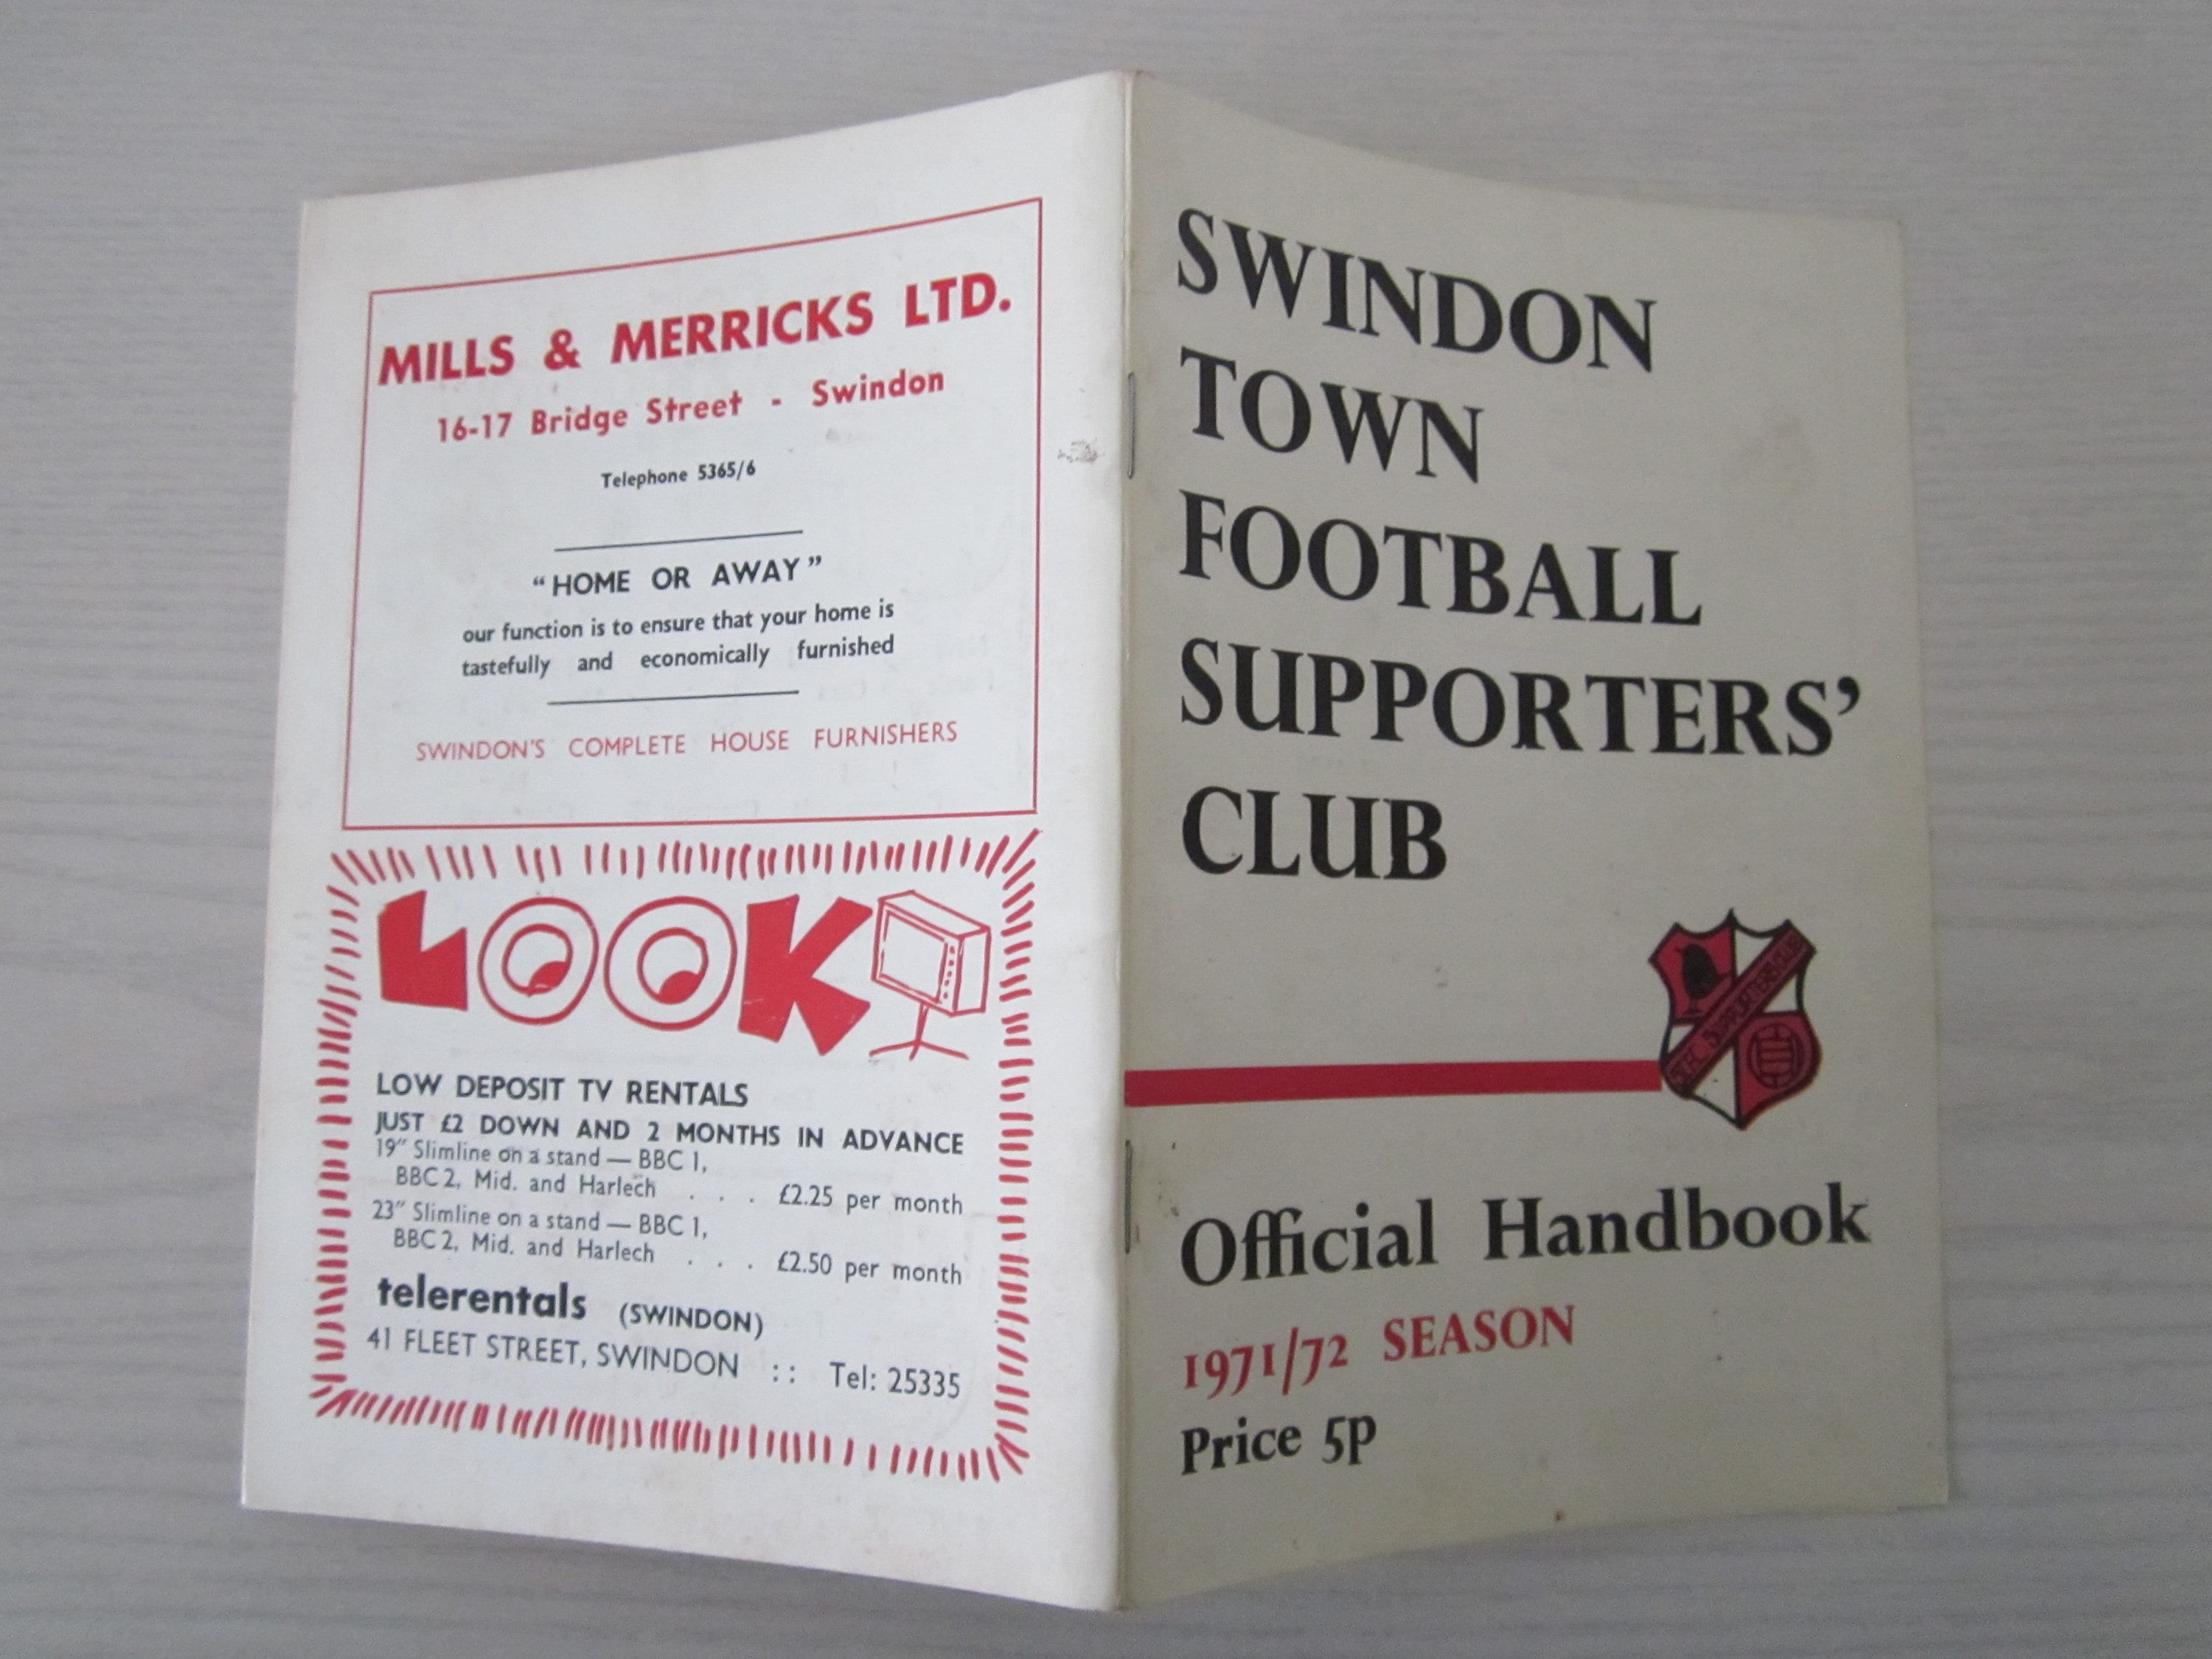 MILLS & MERRICKS LTD.
16-17 Bridge Street - Swindon
Telephone 5365/6
"HOME OR AWAY"
our function is to ensure that your home is
tastefully and economically furnished
SWINDON'S COMPLETE HOUSE FURNISHERS
LOOK
LOW DEPOSIT TV RENTALS
JUST £2 DOWN AND 2 MONTHS IN ADVANCE
19" Slimline on a stand — BBC 1,
BBC 2, Mid. and Harlech . . . £2.25 per month
23" Slimline on a stand — BBC 1,
BBC 2, Mid. and Harlech . . . £2.50 per month
telerentals (SWINDON)
41 FLEET STREET, SWINDON :: Tel: 25335
SWINDON
TOWN
FOOTBALL
SUPPORTERS'
CLUB
STFC SUPPORTERS CLUB
Official Handbook
1971/72 SEASON
Price 5p